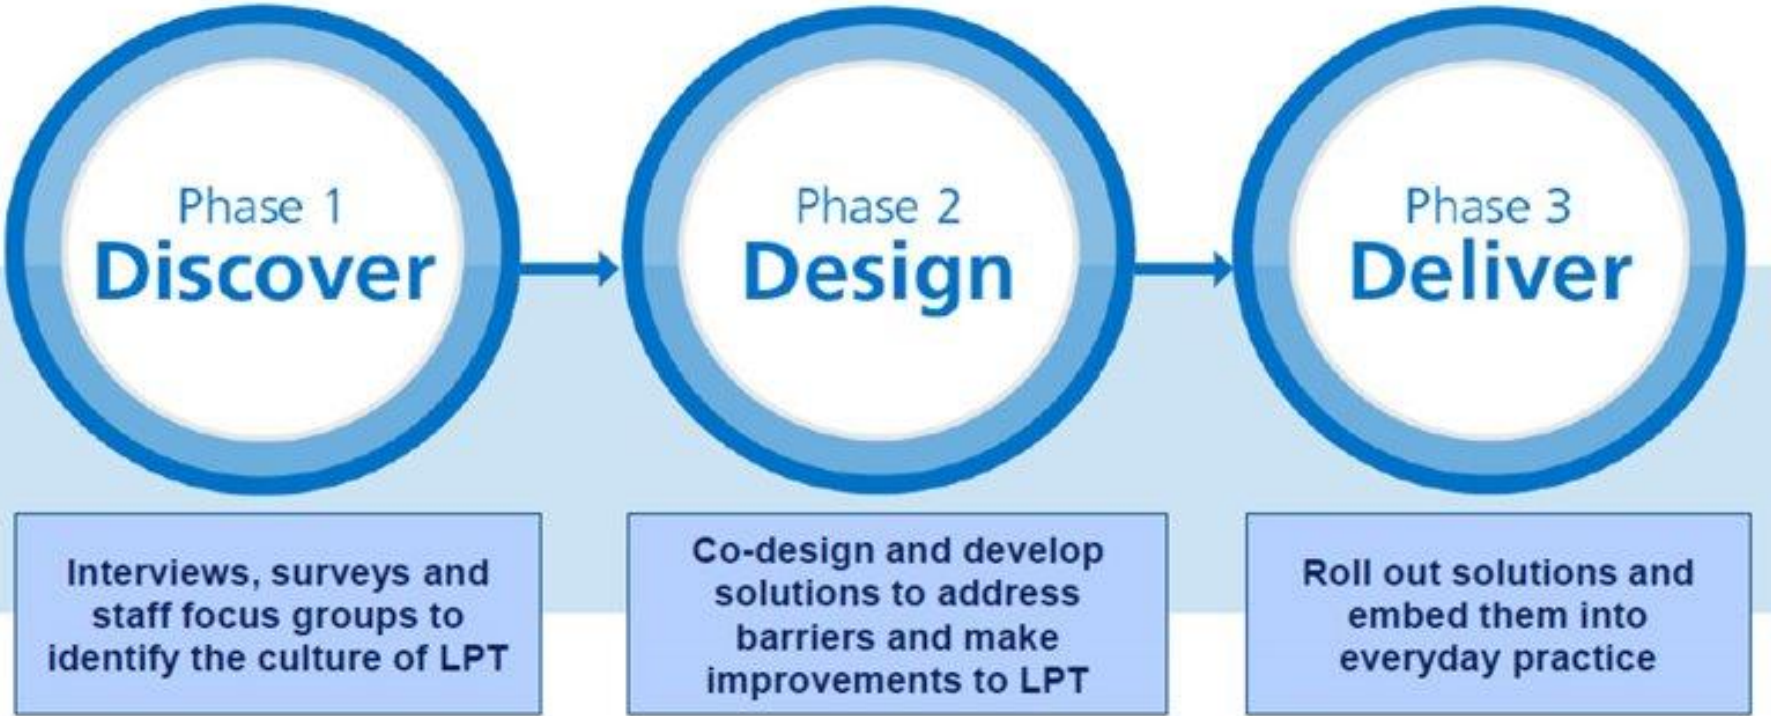 Phase 1
Discover
Phase 2
Design
Phase 3
Deliver
Interviews, surveys and
staff focus groups to
identify the culture of LPT
Co-design and develop
solutions to address
barriers and make
improvements to LPT
Roll out solutions and
embed them into
everyday practice